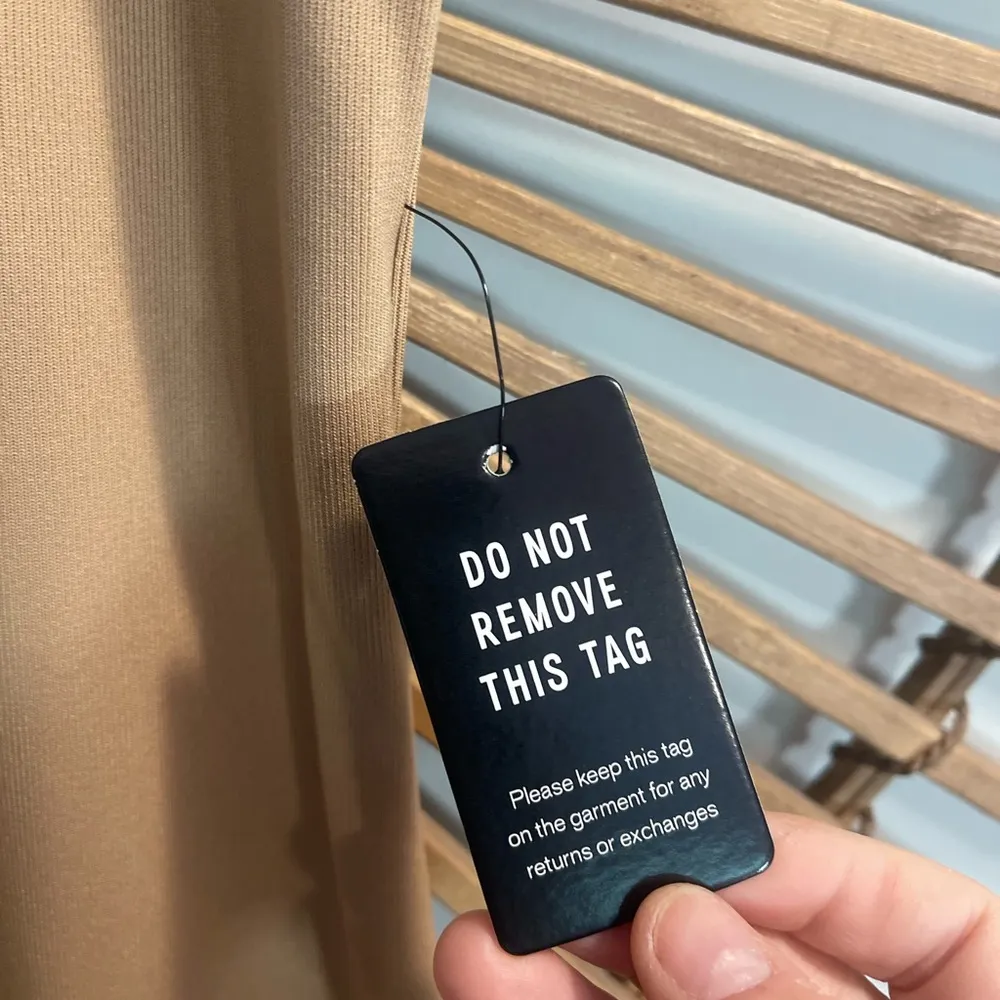 DO NOT
REMOVE
THIS TAG
Please keep this tag
on the garment for any
returns or exchanges